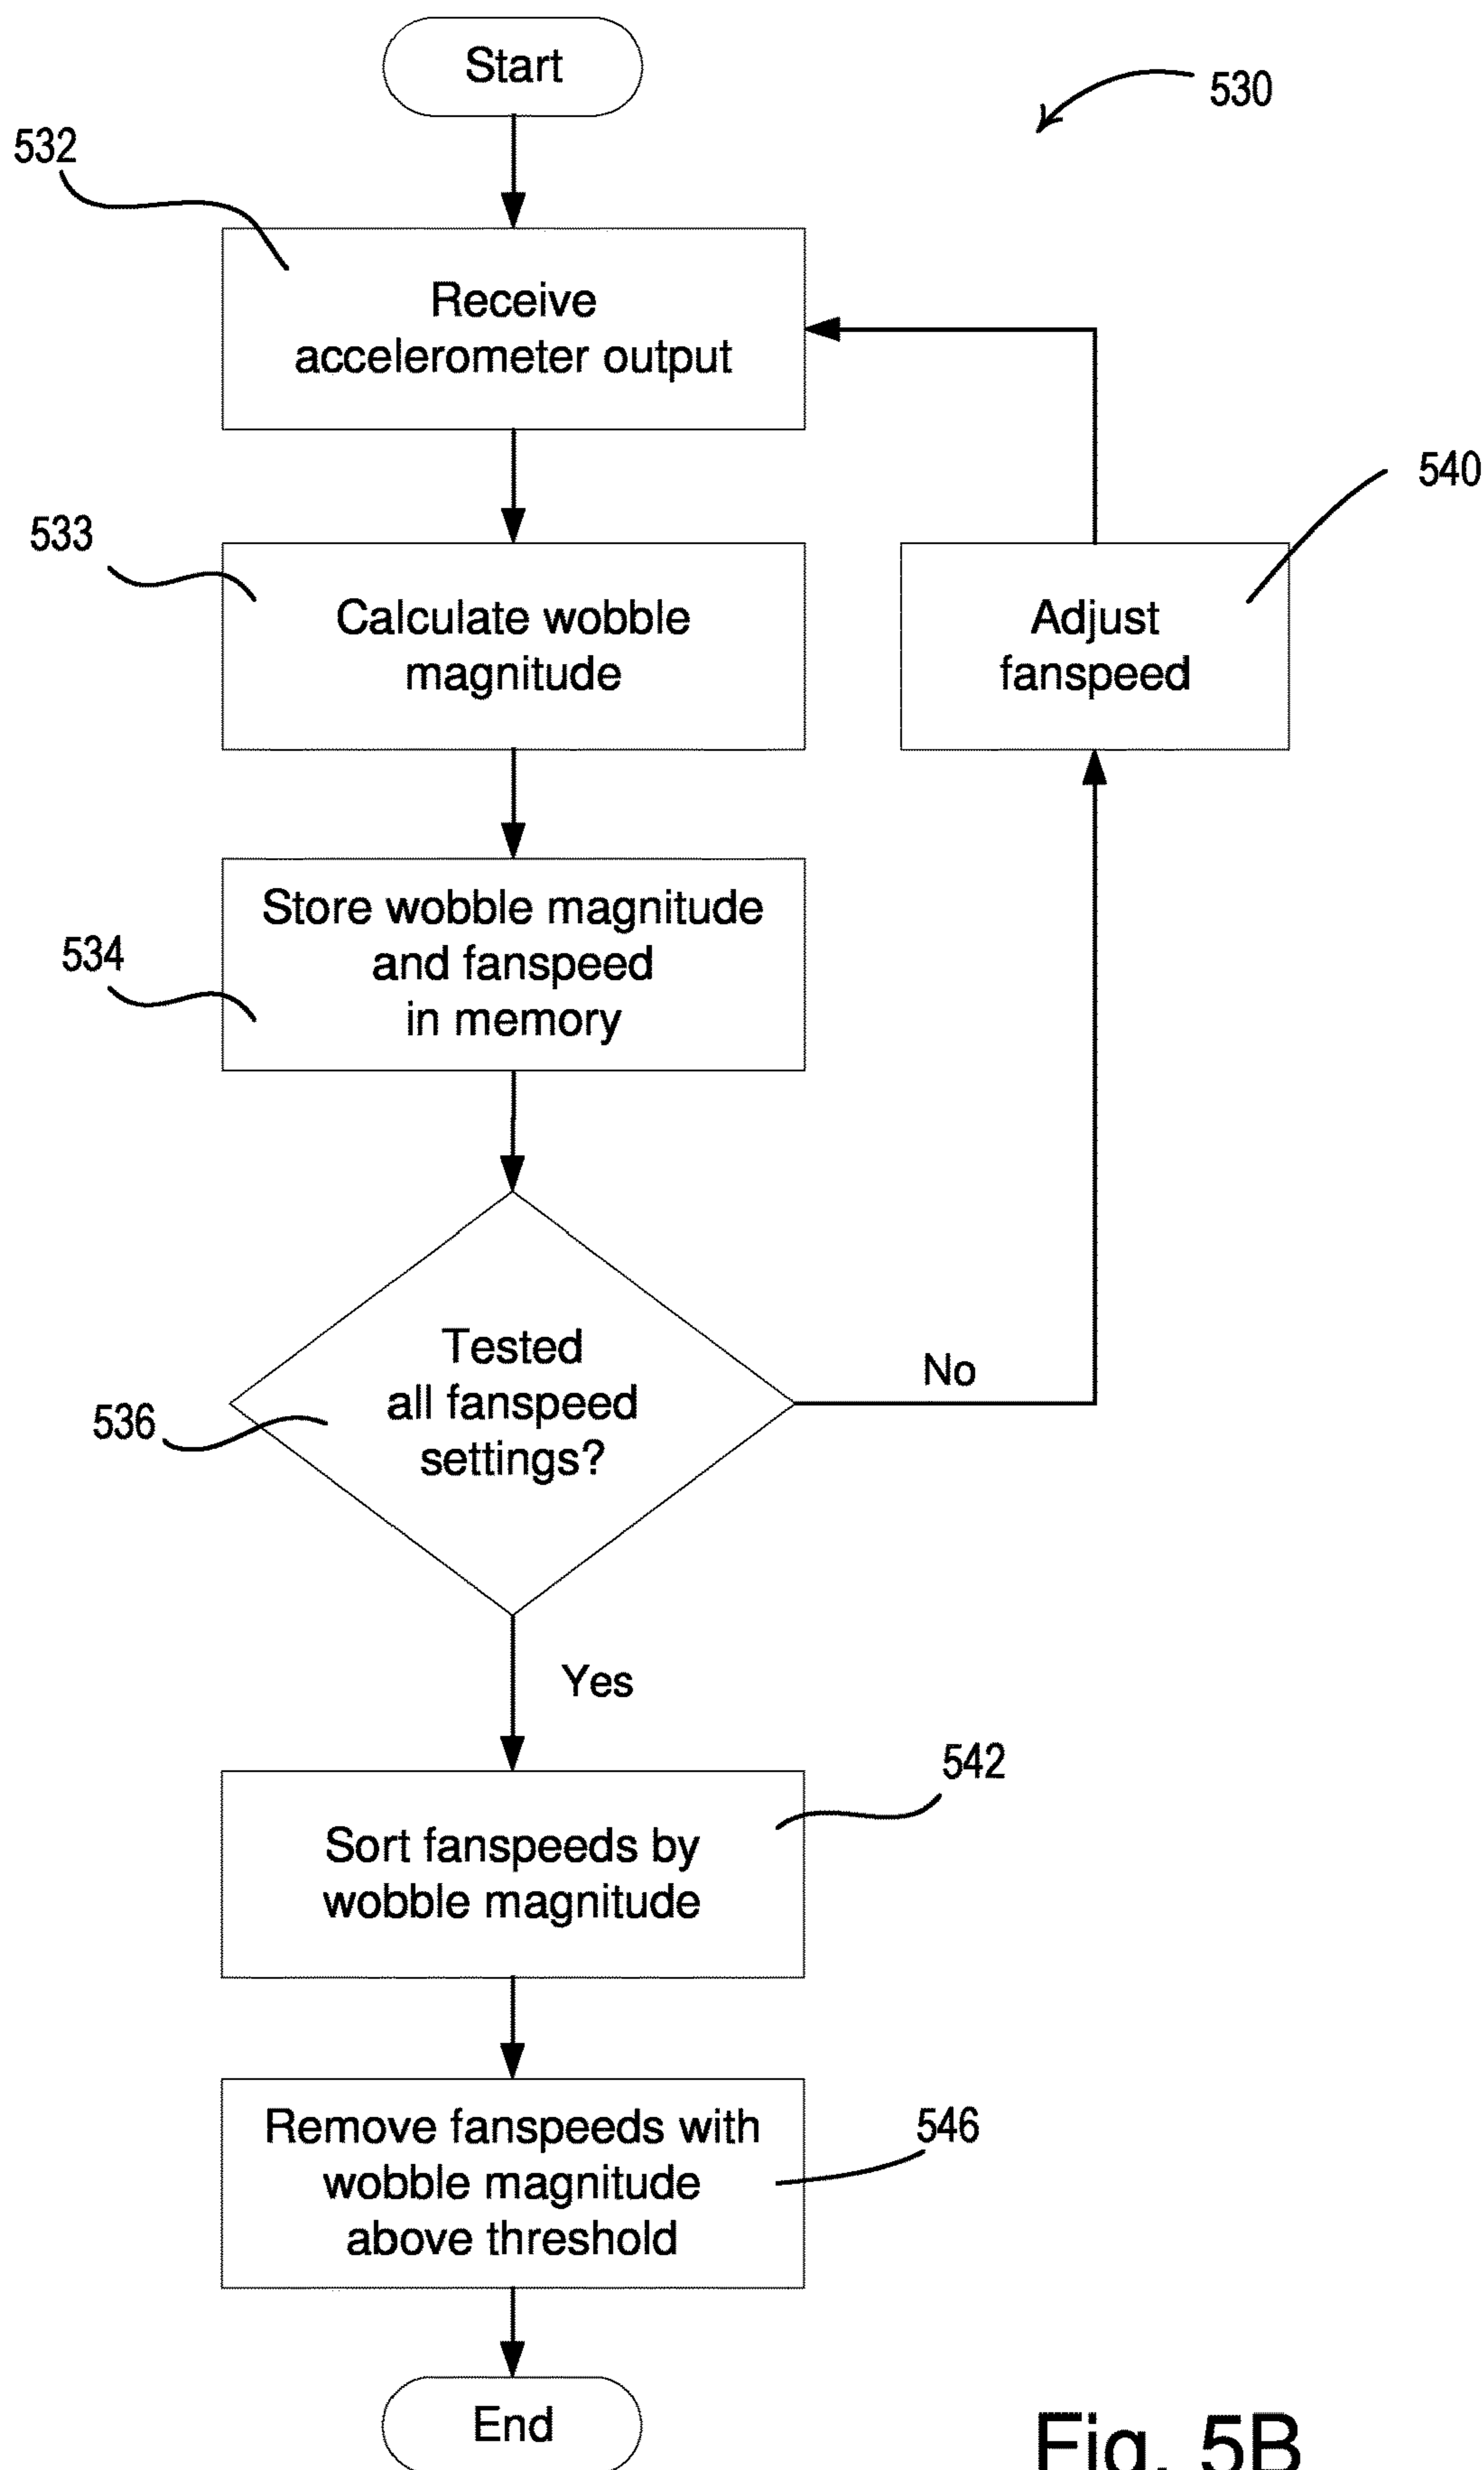 Start
530
532
Receive
accelerometer output
540
533
Calculate wobble
magnitude
Adjust
fanspeed
Store wobble magnitude
and fanspeed
in memory
534
Tested
all fanspeed
settings?
No
536
Yes
542
Sort fanspeeds by
wobble magnitude
Remove fanspeeds with
wobble magnitude
above threshold
546
End
Fig. 5B